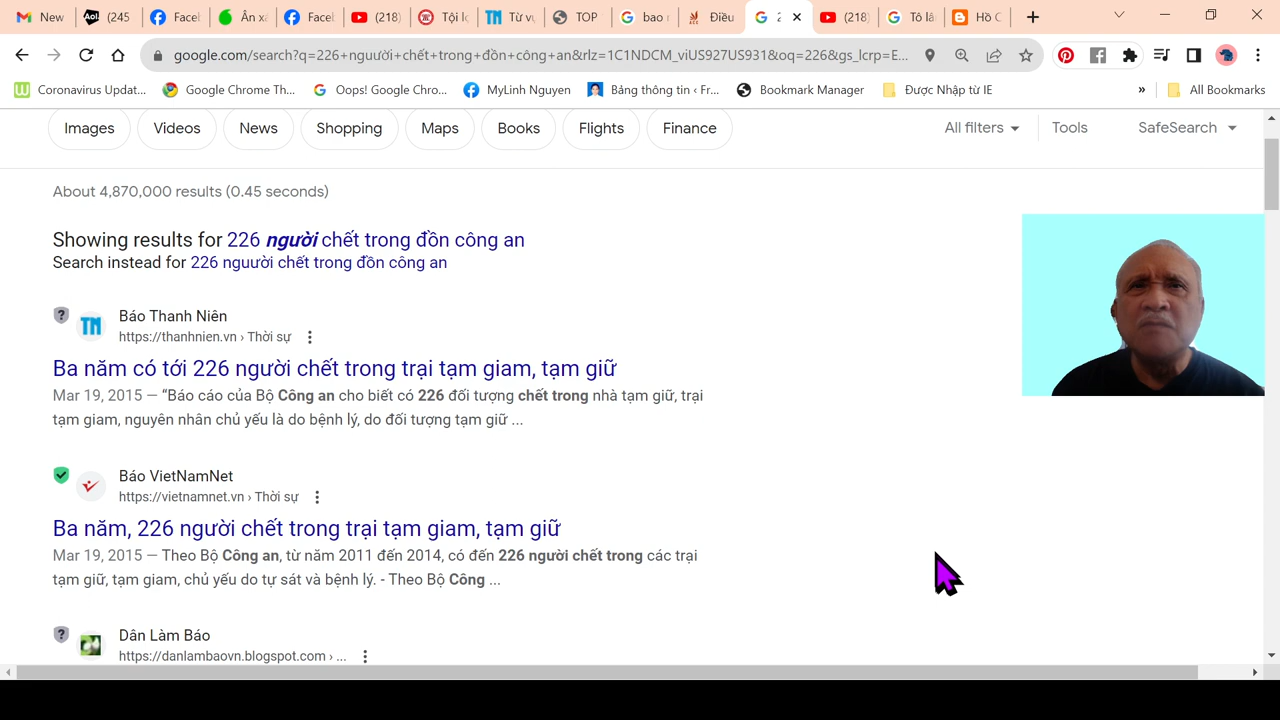 New
(245
Facel
Ân xá
Facel
(218)
Tội lọ
Từ vụ
TOP
bao
Điều
2
(218)
Tô lâ
Hồ C
google.com/search?q=226+nguười+chết+trong+đồn+công+an&rlz=1C1NDCM_viUS927US931&oq=226&gs_lcrp=E...
Coronavirus Updat...
Google Chrome Th...
Oops! Google Chro...
MyLinh Nguyen
Bảng thông tin ‹ Fr...
Bookmark Manager
Được Nhập từ IE
»
All Bookmarks
Images
Videos
News
Shopping
Maps
Books
Flights
Finance
All filters
Tools
SafeSearch
About 4,870,000 results (0.45 seconds)
Showing results for 226 người chết trong đồn công an
Search instead for 226 nguười chết trong đồn công an
TN
Báo Thanh Niên
https://thanhnien.vn › Thời sự
Ba năm có tới 226 người chết trong trại tạm giam, tạm giữ
Mar 19, 2015 — “Báo cáo của Bộ Công an cho biết có 226 đối tượng chết trong nhà tạm giữ, trại
tạm giam, nguyên nhân chủ yếu là do bệnh lý, do đối tượng tạm giữ ...
Báo VietNamNet
https://vietnamnet.vn › Thời sự
Ba năm, 226 người chết trong trại tạm giam, tạm giữ
Mar 19, 2015 — Theo Bộ Công an, từ năm 2011 đến 2014, có đến 226 người chết trong các trại
tạm giữ, tạm giam, chủ yếu do tự sát và bệnh lý. - Theo Bộ Công ...
Dân Làm Báo
https://danlambaovn.blogspot.com › ...